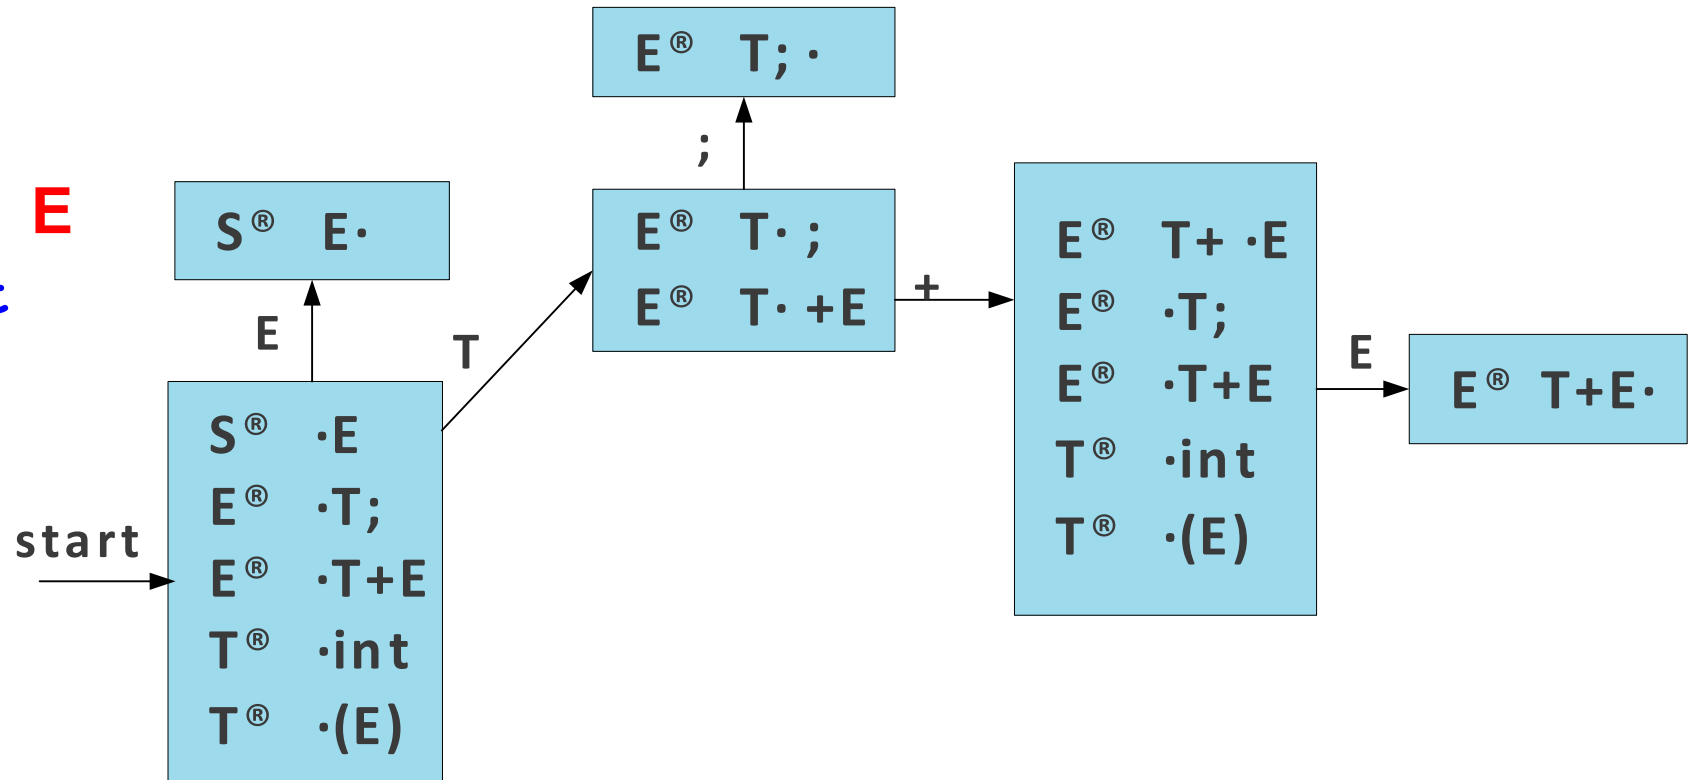 E® T;·
;
E
S® E·
E® T·;
E® T·+E
+
E
T
E® T+ ·E
E® ·T;
E® ·T+E
T® ·int
T® ·(E)
E
E® T+E·
start
S® ·E
E® ·T;
E® ·T+E
T® ·int
T® ·(E)